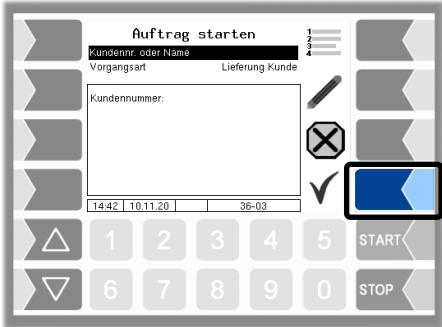 Auftrag starten
Kundennr. oder Name
Vorgangsart Lieferung Kunde
Kundennummer:
14:42 10.11.20 36-03
1
2
3
4
1 2 3 4 5 START
6 7 8 9 0 STOP